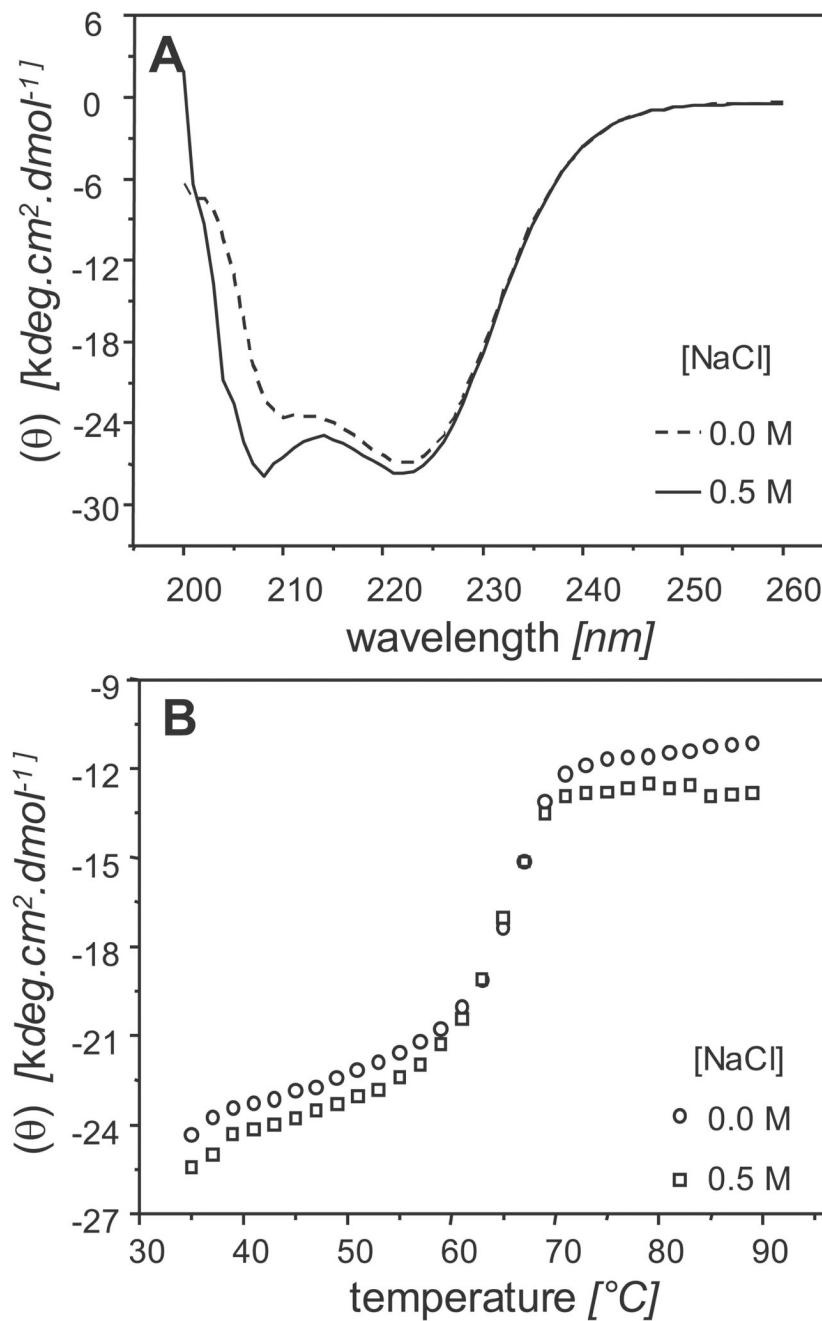 A
6
0
-6
-12
-18
-24
-30
(θ) [kdeg.cm².dmol⁻¹]
[NaCl]
0.0 M
0.5 M
200 210 220 230 240 250 260
wavelength [nm]
B
-9
-12
-15
-18
-21
-24
-27
(θ) [kdeg.cm².dmol⁻¹]
[NaCl]
0.0 M
0.5 M
30 40 50 60 70 80 90
temperature [°C]